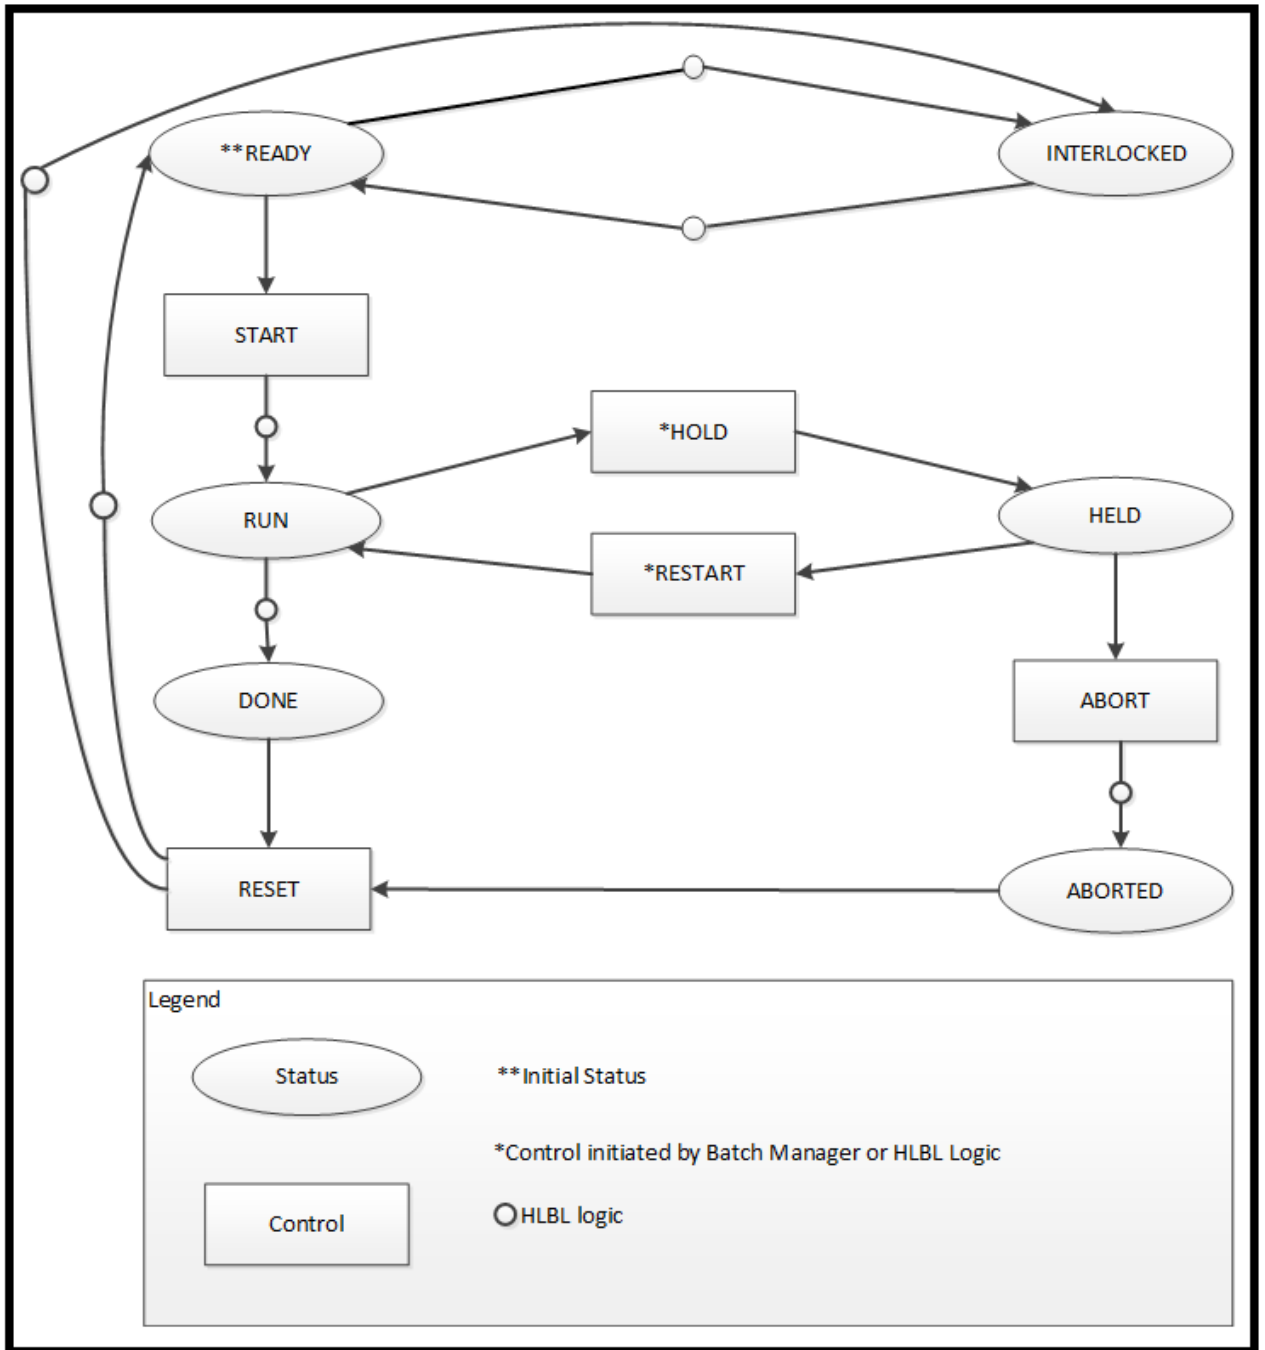 **READY
INTERLOCKED
START
*HOLD
RUN
HELD
*RESTART
DONE
ABORT
RESET
ABORTED
Legend
Status
**Initial Status
*Control initiated by Batch Manager or HLBL Logic
Control
HLBL logic